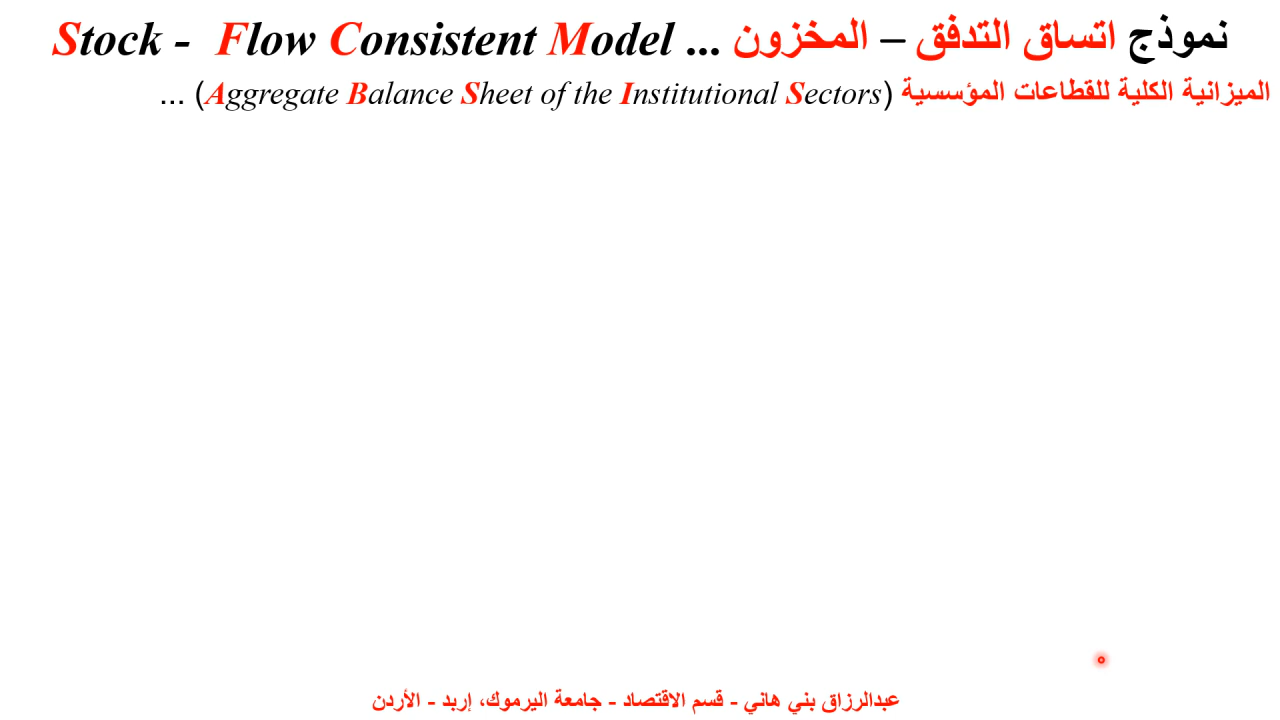 نموذج اتساق التدفق – المخزون ... Stock - Flow Consistent Model
الميزانية الكلية للقطاعات المؤسسية (Aggregate Balance Sheet of the Institutional Sectors) ...
عبدالرزاق بني هاني - قسم الاقتصاد - جامعة اليرموك، إربد - الأردن